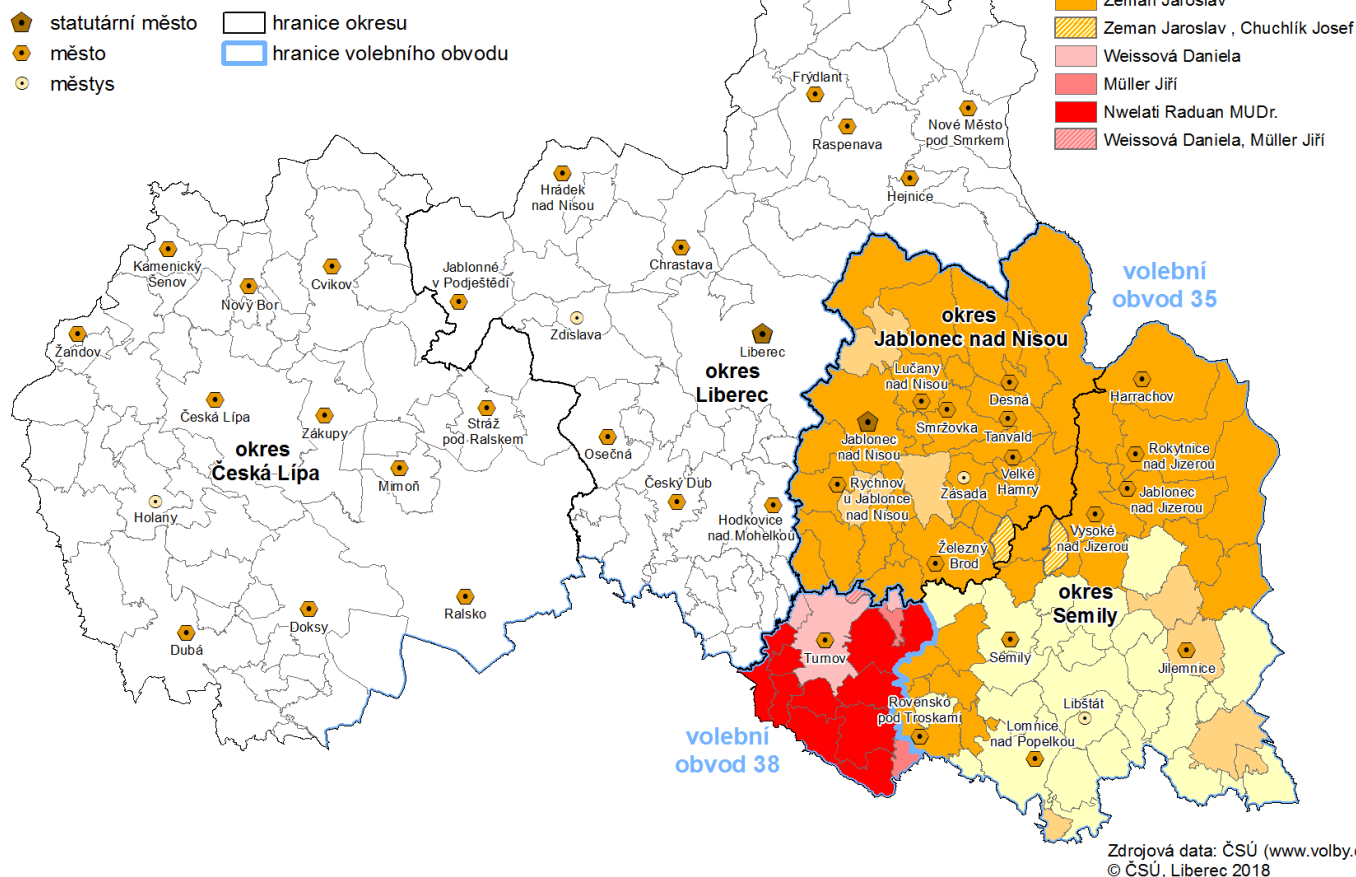 statutární město
město
městys
hranice okresu
hranice volebního obvodu
Zeman Jaroslav
Zeman Jaroslav , Chuchlík Josef
Weissová Daniela
Müller Jiří
Nwelati Raduan MUDr.
Weissová Daniela, Müller Jiří
Frýdlant
Raspenava
Nové Město
pod Smrkem
Hejnice
Hrádek
nad Nisou
Chrastava
Jablonné
v Podještědí
Zdislava
Liberec
okres
Liberec
Kamenický
Šenov
Nový Bor
Cvikov
Žandov
Česká Lípa
Zákupy
Stráž
pod Ralskem
okres
Česká Lípa
Mimoň
Holany
Osečná
Český Dub
Hodkovice
nad Mohelkou
Ralsko
Doksy
Dubá
volební
obvod 35
okres
Jablonec nad Nisou
Lučany
nad Nisou
Desná
Smržovka
Tanvald
Jablonec
nad Nisou
Rychnov
u Jablonce
nad Nisou
Zásada
Velké
Hamry
Železný
Brod
Harrachov
Rokytnice
nad Jizerou
Jablonec
nad Jizerou
Vysoké
nad Jizerou
okres
Semily
Semily
Jilemnice
Libštát
Lomnice
nad Popelkou
Rovensko
pod Troskami
Turnov
volební
obvod 38
Zdrojová data: ČSÚ (www.volby.
© ČSÚ, Liberec 2018